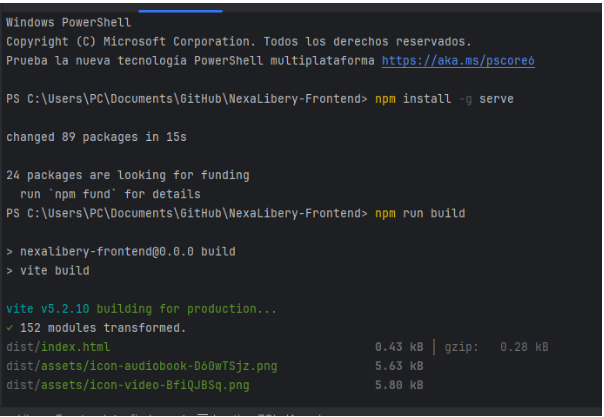 Windows PowerShell
Copyright (C) Microsoft Corporation. Todos los derechos reservados.
Prueba la nueva tecnología PowerShell multiplataforma https://aka.ms/pscore6
PS C:\Users\PC\Documents\GitHub\NexaLibery-Frontend> npm install -g serve
changed 89 packages in 15s
24 packages are looking for funding
run `npm fund` for details
PS C:\Users\PC\Documents\GitHub\NexaLibery-Frontend> npm run build
> nexalibery-frontend@0.0.0 build
> vite build
vite v5.2.10 building for production...
✓ 152 modules transformed.
dist/index.html 0.43 kB │ gzip: 0.28 kB
dist/assets/icon-audiobook-D60wTSjz.png 5.63 kB
dist/assets/icon-video-BfiQJBSq.png 5.80 kB